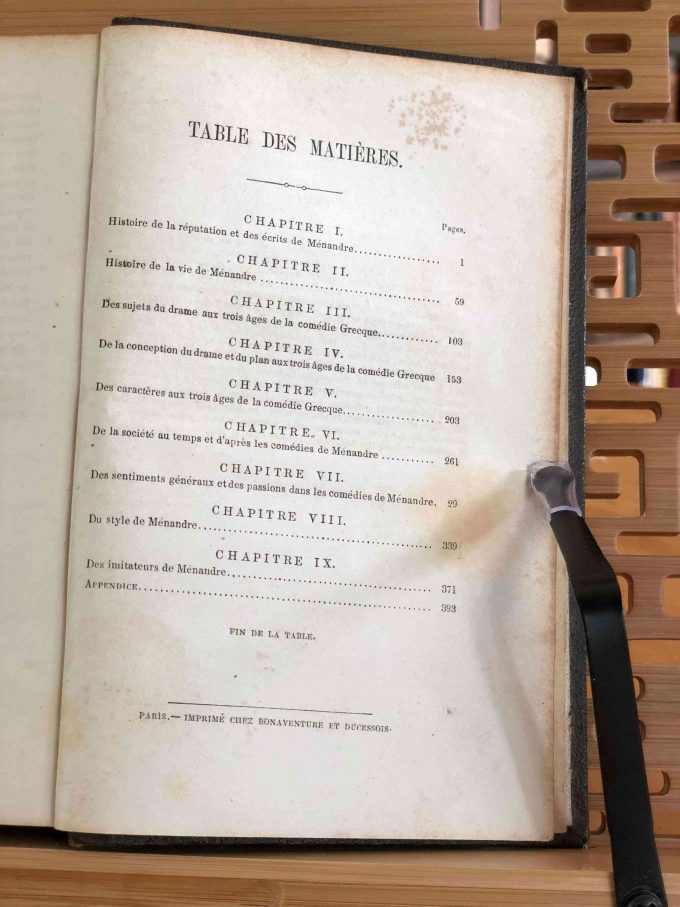 TABLE DES MATIÈRES.
Pages.
CHAPITRE I.
Histoire de la réputation et des écrits de Ménandre................ 1
CHAPITRE II.
Histoire de la vie de Ménandre ................................ 59
CHAPITRE III.
Des sujets du drame aux trois âges de la comédie Grecque............ 103
CHAPITRE IV.
De la conception du drame et du plan aux trois âges de la comédie Grecque 153
CHAPITRE V.
Des caractères aux trois âges de la comédie Grecque.................. 203
CHAPITRE VI.
De la société au temps et d'après les comédies de Ménandre .......... 261
CHAPITRE VII.
Des sentiments généraux et des passions dans les comédies de Ménandre. 29
CHAPITRE VIII.
Du style de Ménandre.......................................... 339
CHAPITRE IX.
Des imitateurs de Ménandre.................................... 371
APPENDICE.................................................... 393
FIN DE LA TABLE.
PARIS.— IMPRIMÉ CHEZ BONAVENTURE ET DUCESSOIS.